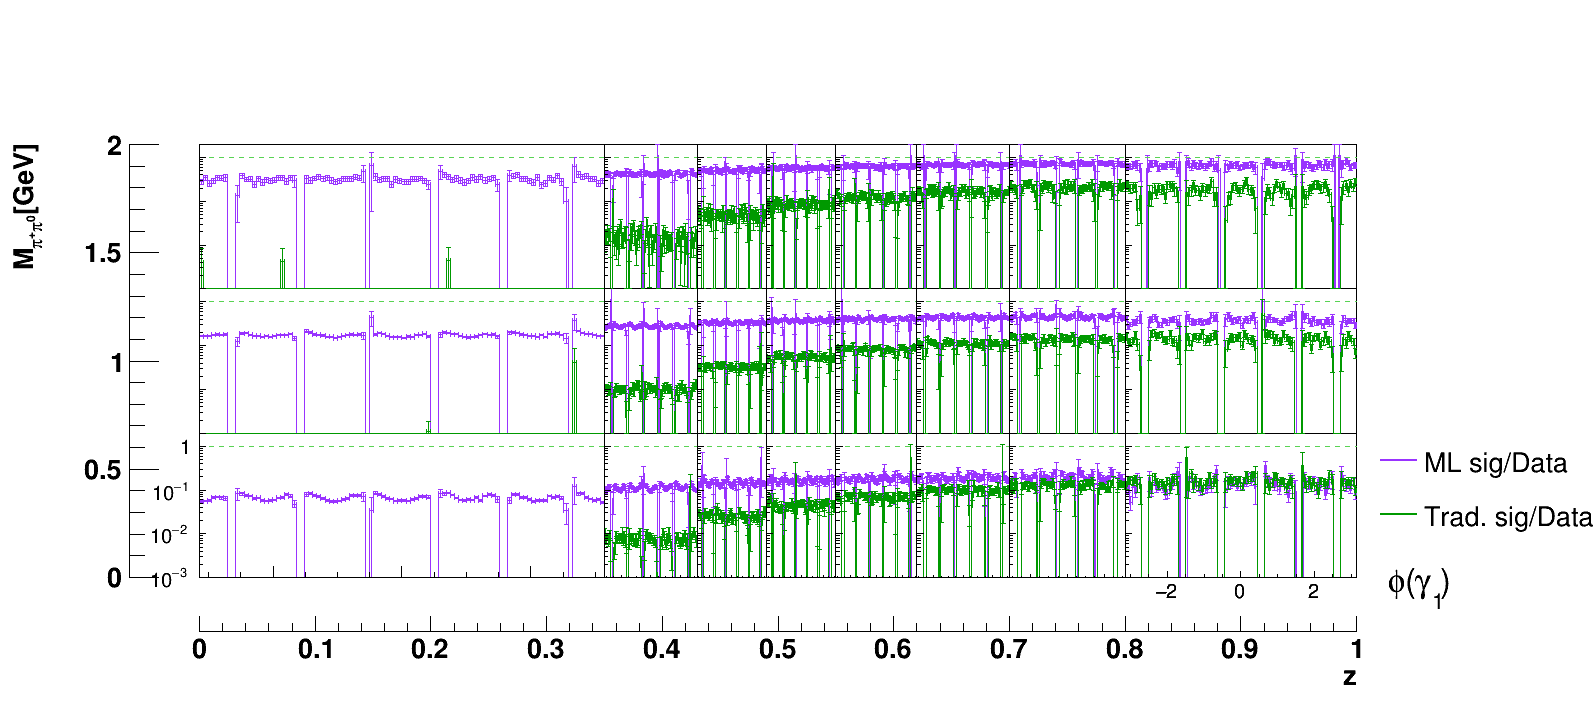 M π⁺π⁰ [GeV]
2
1.5
1
0.5
0
1
10⁻¹
10⁻²
10⁻³
−2 0 2
ϕ(γ₁)
0 0.1 0.2 0.3 0.4 0.5 0.6 0.7 0.8 0.9 1
z
ML sig/Data
Trad. sig/Data